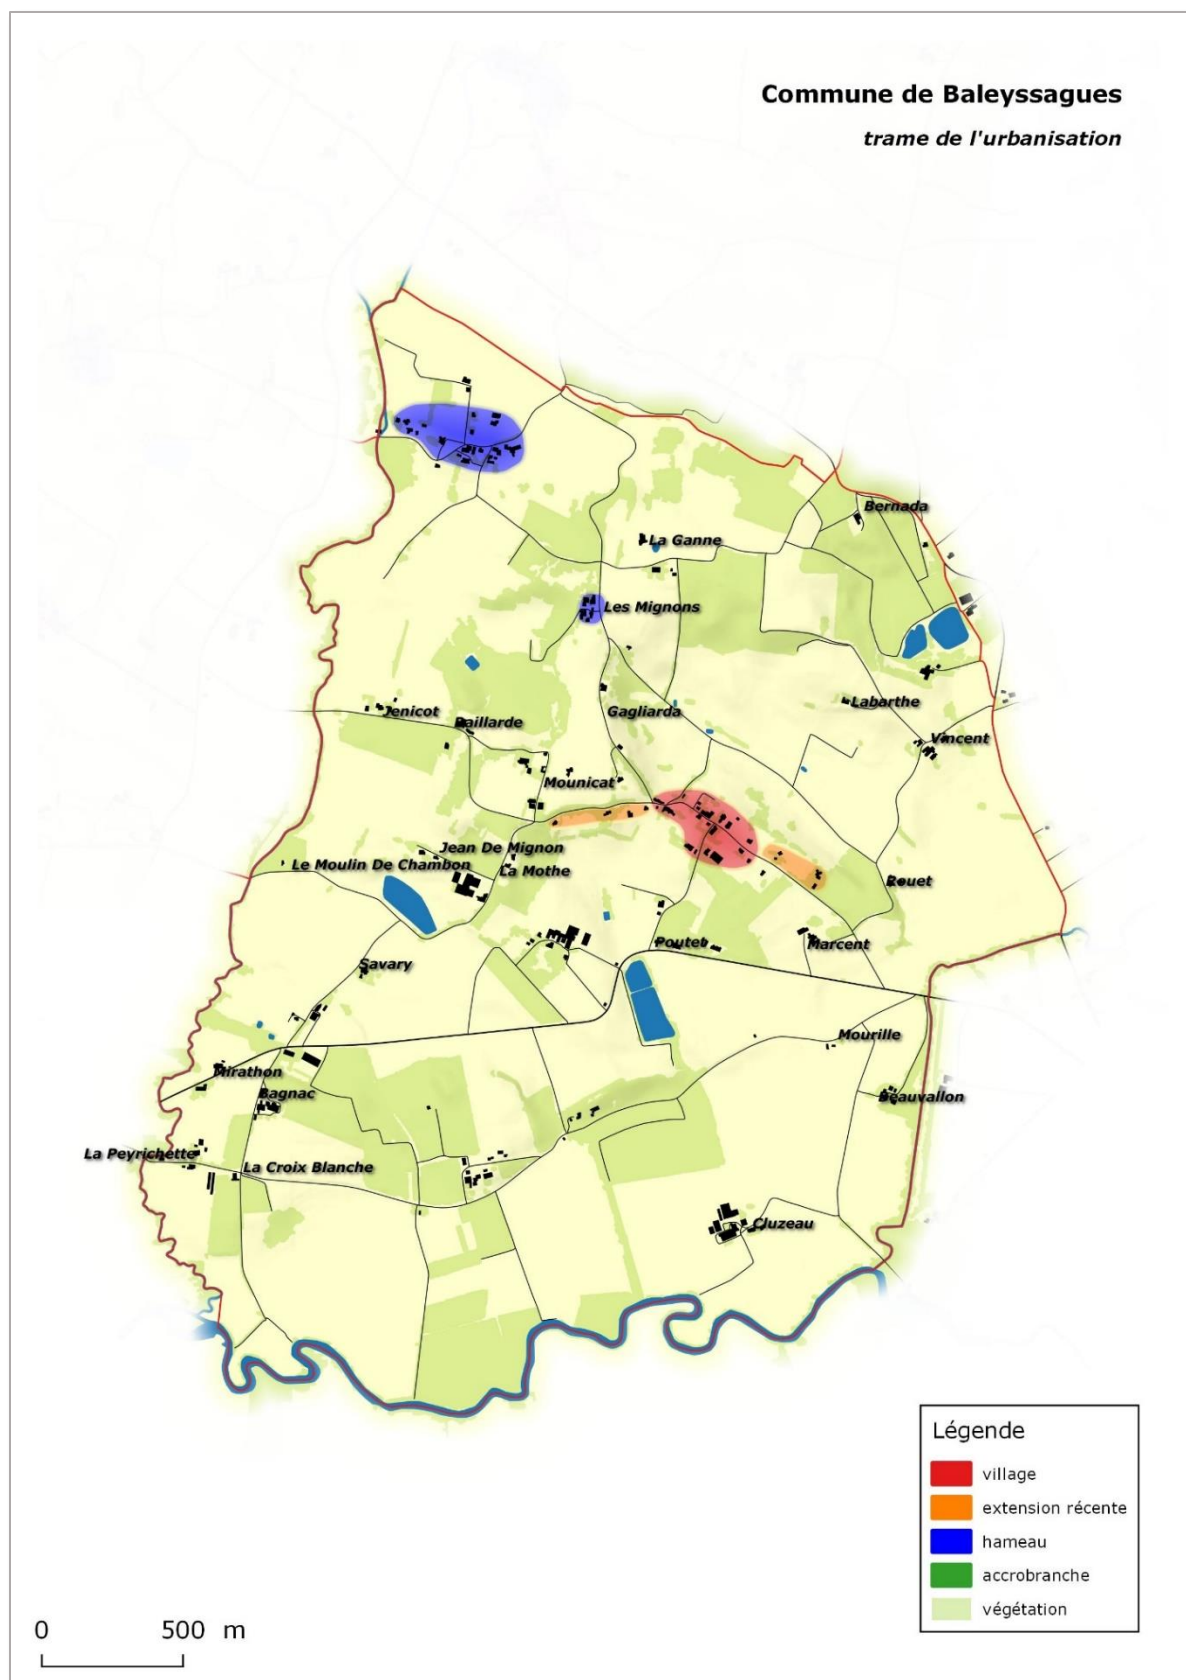 Commune de Baleyssagues
trame de l'urbanisation
Bernada
La Ganne
Les Mignons
Labarthe
Jenicot
Gagliarda
Paillarde
Vincent
Mounicat
Jean De Mignon
Le Moulin De Chambon
La Mothe
Rouet
Poutet
Marcent
Savary
Mourille
Mirathon
Bagnac
Beauvallon
La Peyrichette
La Croix Blanche
Cluzeau
Légende
village
extension récente
hameau
accrobranche
végétation
0 500 m